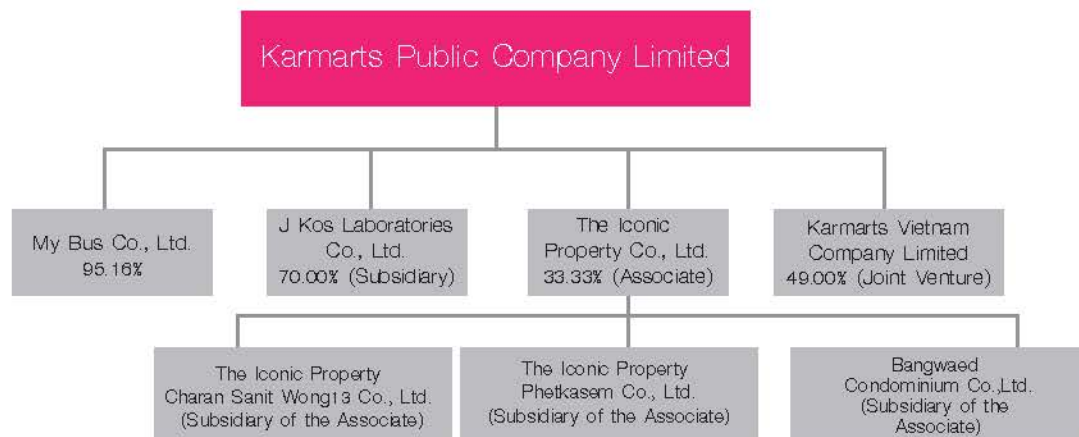 Karmarts Public Company Limited
My Bus Co., Ltd.
95.16%
J Kos Laboratories
Co., Ltd.
70.00% (Subsidiary)
The Iconic
Property Co., Ltd.
33.33% (Associate)
Karmarts Vietnam
Company Limited
49.00% (Joint Venture)
The Iconic Property
Charan Sanit Wong13 Co., Ltd.
(Subsidiary of the Associate)
The Iconic Property
Phetkasem Co., Ltd.
(Subsidiary of the Associate)
Bangwaed
Condominium Co.,Ltd.
(Subsidiary of the
Associate)